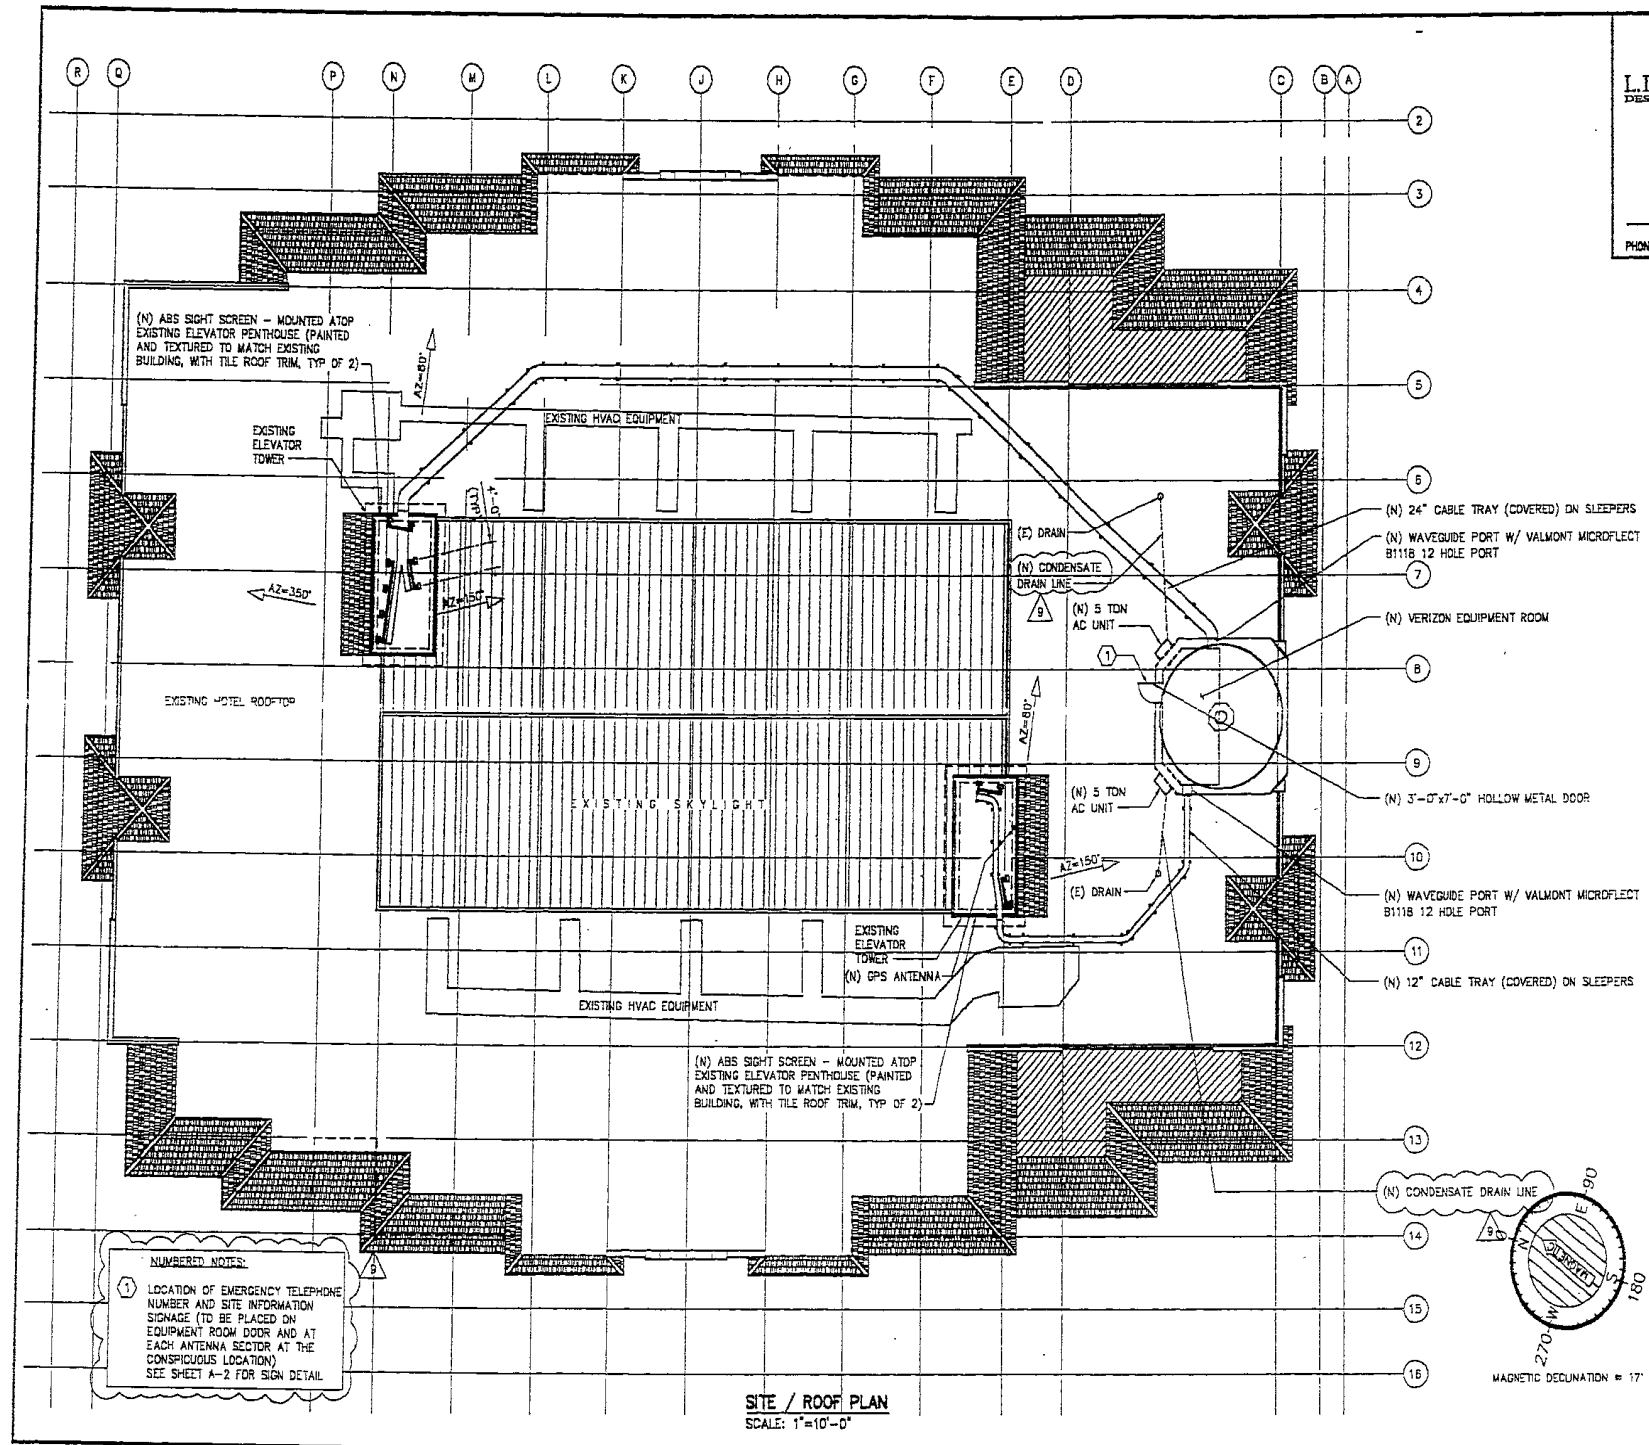 R Q P N M L K J H G F E D C B A
L.I
DES
PHON
2
3
4
5
6
7
8
9
10
11
12
13
14
15
16
(N) ABS SIGHT SCREEN - MOUNTED ATOP
EXISTING ELEVATOR PENTHOUSE (PAINTED
AND TEXTURED TO MATCH EXISTING
BUILDING, WITH TILE ROOF TRIM, TYP OF 2)
AZ=80°
EXISTING
ELEVATOR
TOWER
EXISTING HVAC EQUIPMENT
4'-0"
(TYP)
AZ=350°
AZ=150°
(E) DRAIN
(N) CONDENSATE
DRAIN LINE
9
(N) 5 TON
AC UNIT
1
(N) 24" CABLE TRAY (COVERED) ON SLEEPERS
(N) WAVEGUIDE PORT W/ VALMONT MICROFLECT
B1118 12 HOLE PORT
(N) VERIZON EQUIPMENT ROOM
EXISTING HOTEL ROOFTOP
AZ=80°
EXISTING SKYLIGHT
(N) 5 TON
AC UNIT
(N) 3'-0"x7'-0" HOLLOW METAL DOOR
AZ=150°
(E) DRAIN
(N) WAVEGUIDE PORT W/ VALMONT MICROFLECT
B1118 12 HOLE PORT
EXISTING
ELEVATOR
TOWER
(N) GPS ANTENNA
(N) 12" CABLE TRAY (COVERED) ON SLEEPERS
EXISTING HVAC EQUIPMENT
(N) ABS SIGHT SCREEN - MOUNTED ATOP
EXISTING ELEVATOR PENTHOUSE (PAINTED
AND TEXTURED TO MATCH EXISTING
BUILDING, WITH TILE ROOF TRIM, TYP OF 2)
(N) CONDENSATE DRAIN LINE
9
0
90
180
270
N
E
S
W
MAGNETIC
MAGNETIC DECLINATION = 17°
NUMBERED NOTES:
1 LOCATION OF EMERGENCY TELEPHONE
NUMBER AND SITE INFORMATION
SIGNAGE (TO BE PLACED ON
EQUIPMENT ROOM DOOR AND AT
EACH ANTENNA SECTOR AT THE
CONSPICUOUS LOCATION)
SEE SHEET A-2 FOR SIGN DETAIL
9
SITE / ROOF PLAN
SCALE: 1"=10'-0"